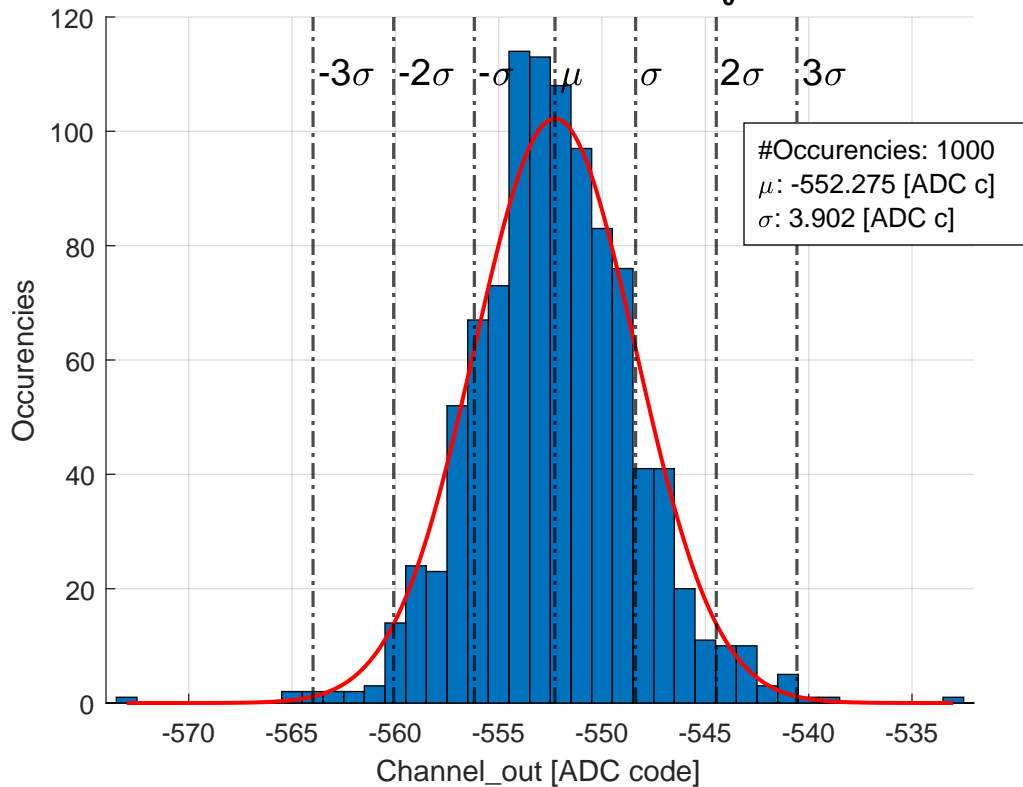 120
100
80
60
40
20
0
-3σ -2σ -σ μ σ 2σ 3σ
#Occurencies: 1000
μ: -552.275 [ADC c]
σ: 3.902 [ADC c]
Occurencies
-570 -565 -560 -555 -550 -545 -540 -535
Channel_out [ADC code]